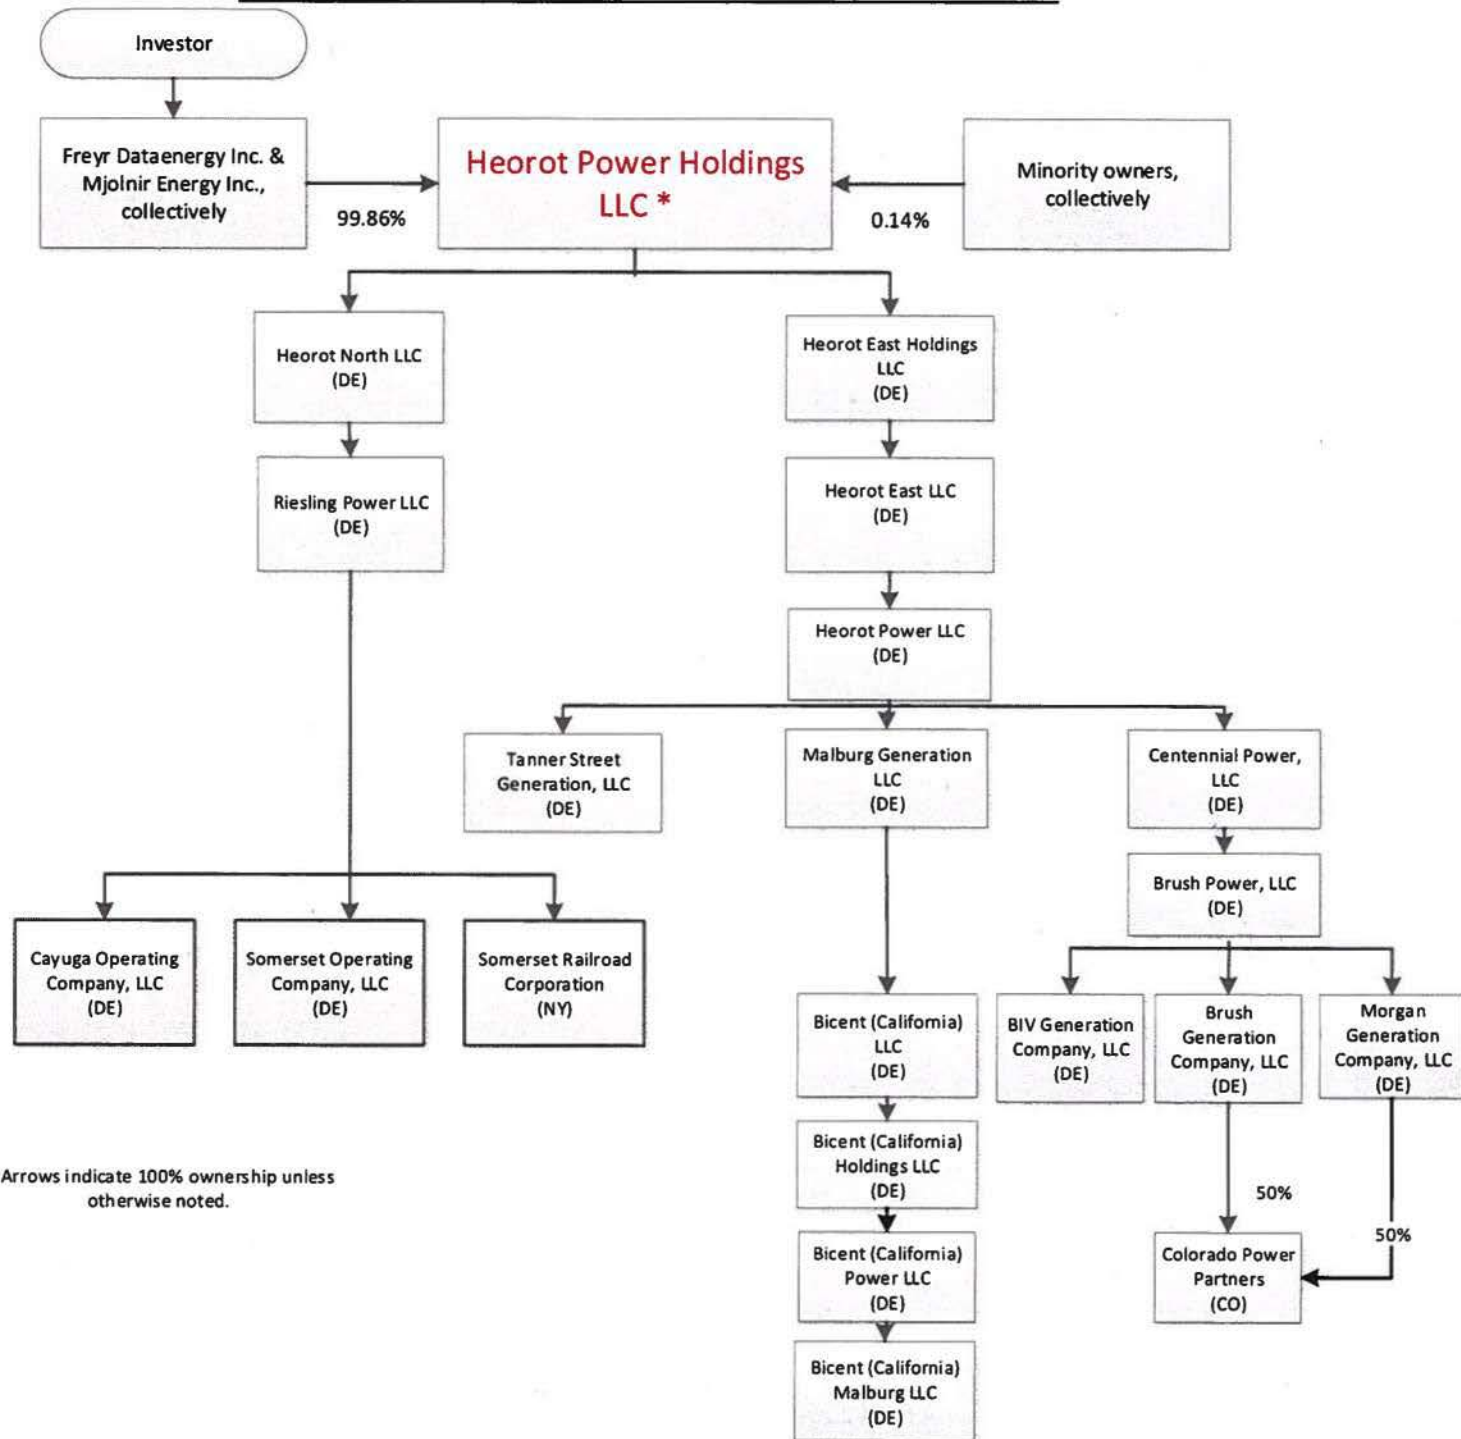 Investor
Freyr Dataenergy Inc. &
Mjolnir Energy Inc.,
collectively
99.86%
Heorot Power Holdings
LLC *
0.14%
Minority owners,
collectively
Heorot North LLC
(DE)
Heorot East Holdings
LLC
(DE)
Riesling Power LLC
(DE)
Heorot East LLC
(DE)
Heorot Power LLC
(DE)
Tanner Street
Generation, LLC
(DE)
Malburg Generation
LLC
(DE)
Centennial Power,
LLC
(DE)
Brush Power, LLC
(DE)
Cayuga Operating
Company, LLC
(DE)
Somerset Operating
Company, LLC
(DE)
Somerset Railroad
Corporation
(NY)
Bicent (California)
LLC
(DE)
BIV Generation
Company, LLC
(DE)
Brush
Generation
Company, LLC
(DE)
Morgan
Generation
Company, LLC
(DE)
Bicent (California)
Holdings LLC
(DE)
Arrows indicate 100% ownership unless
otherwise noted.
50%
50%
Bicent (California)
Power LLC
(DE)
Colorado Power
Partners
(CO)
Bicent (California)
Malburg LLC
(DE)